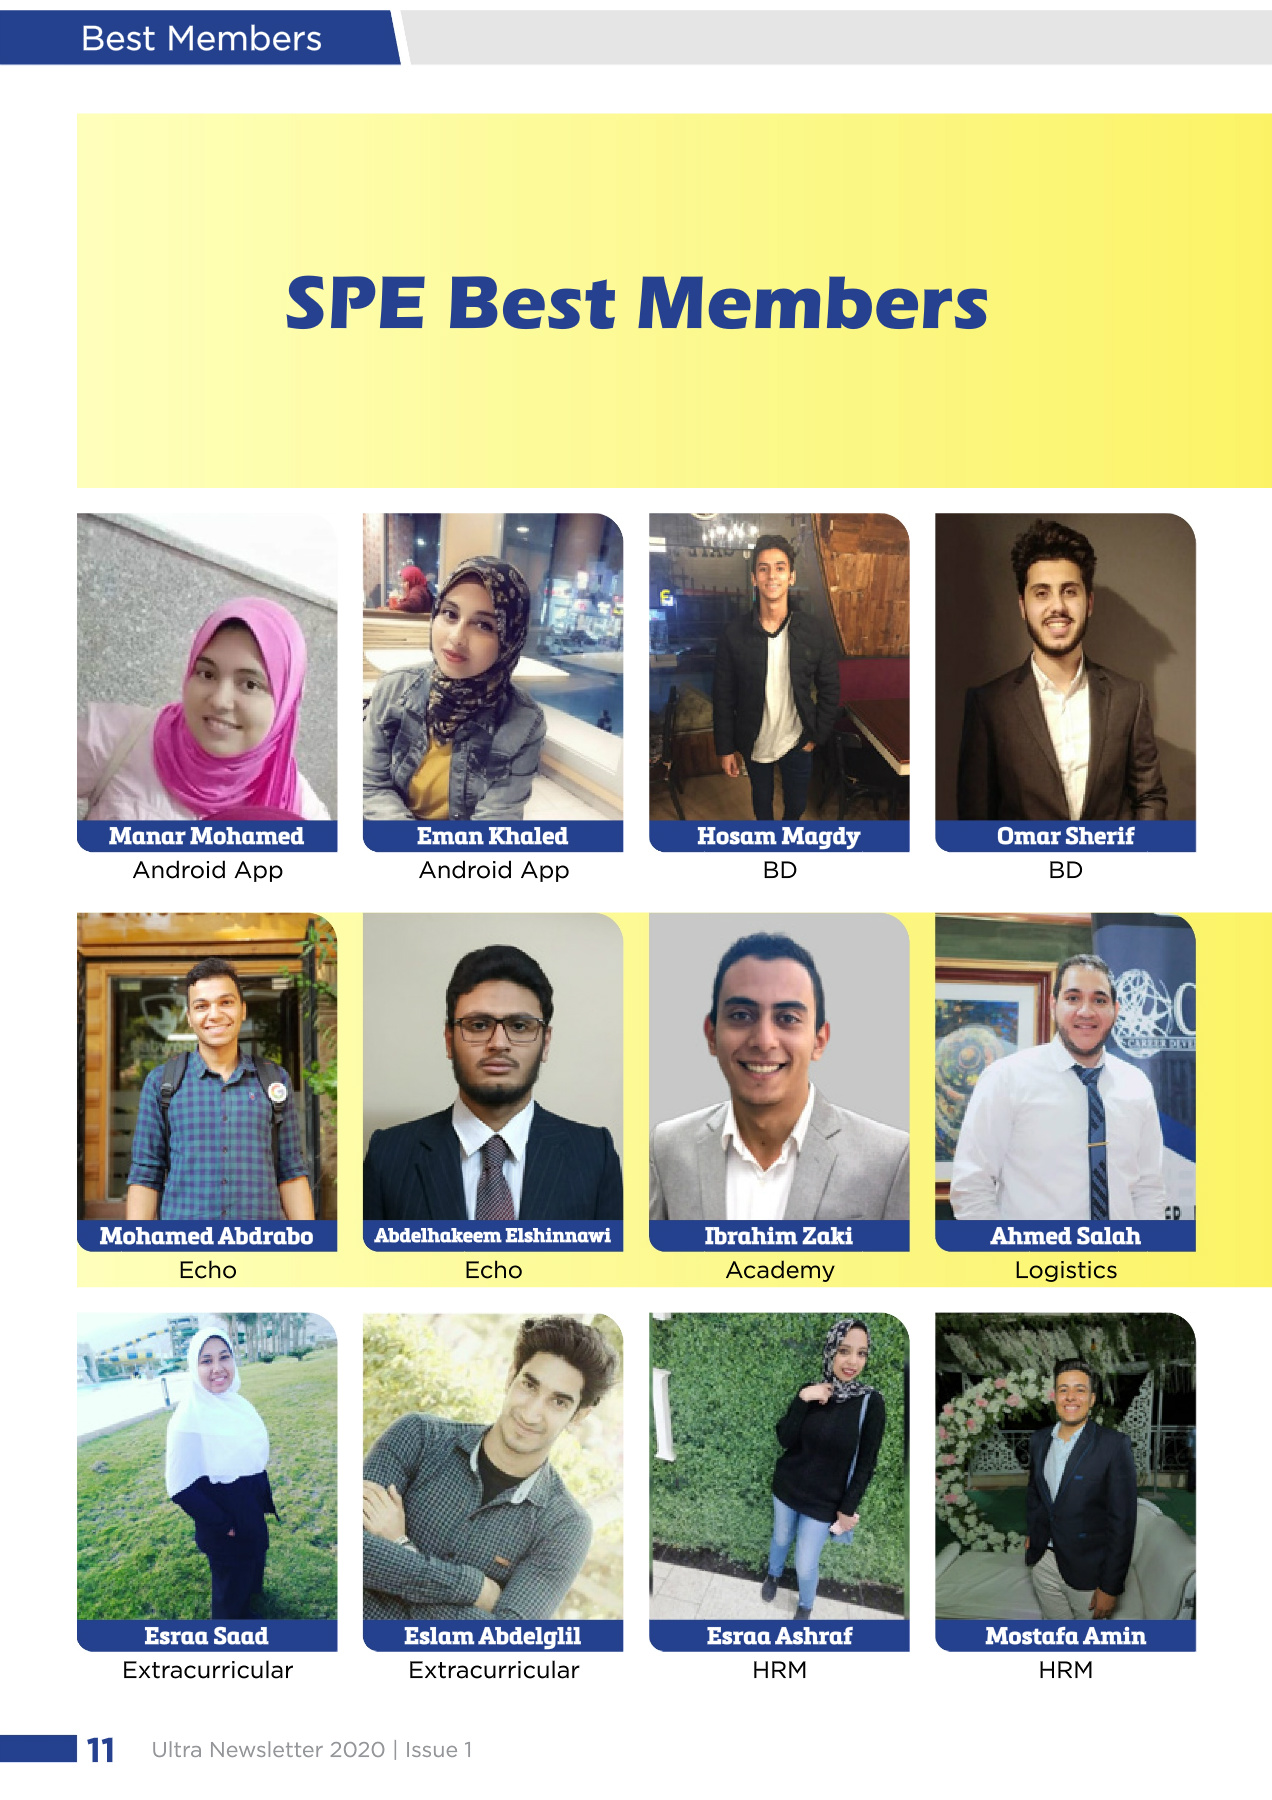 Best Members
SPE Best Members
Manar Mohamed
Android App
Eman Khaled
Android App
Hosam Magdy
BD
Omar Sherif
BD
Mohamed Abdrabo
Echo
Abdelhakeem Elshinnawi
Echo
Ibrahim Zaki
Academy
CAREER DEVE
Ahmed Salah
Logistics
Esraa Saad
Extracurricular
Eslam Abdelglil
Extracurricular
Esraa Ashraf
HRM
Mostafa Amin
HRM
11 Ultra Newsletter 2020 | Issue 1